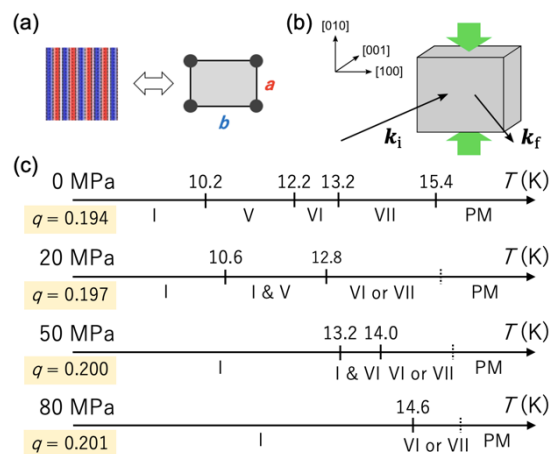 (a)
a
b
(b)
[010]
[001]
[100]
ki
kf
(c)
0 MPa
10.2 12.2 13.2 15.4 T (K)
q = 0.194 I V VI VII PM
20 MPa
10.6 12.8 T (K)
q = 0.197 I I & V VI or VII PM
50 MPa
13.2 14.0 T (K)
q = 0.200 I I & VI VI or VII PM
80 MPa
14.6 T (K)
q = 0.201 I VI or VII PM